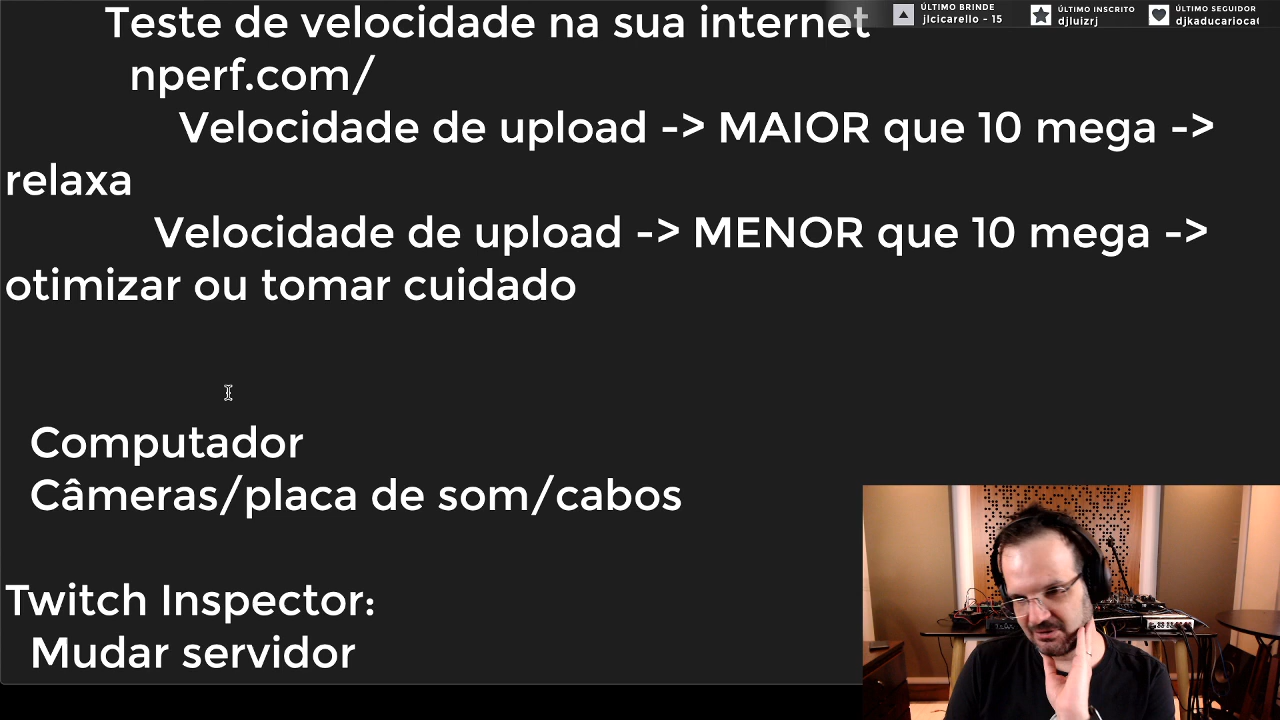 Teste de velocidade na sua internet
nperf.com/
Velocidade de upload -> MAIOR que 10 mega ->
relaxa
Velocidade de upload -> MENOR que 10 mega ->
otimizar ou tomar cuidado
Computador
Câmeras/placa de som/cabos
Twitch Inspector:
Mudar servidor
ÚLTIMO BRINDE
jlcicarello - 15
ÚLTIMO INSCRITO
djluizrj
ÚLTIMO SEGUIDOR